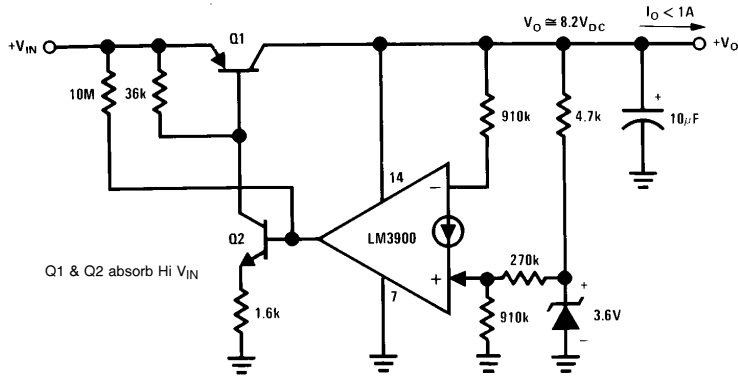 V_O ≅ 8.2V_DC
I_O < 1A
+V_IN
Q1
+V_O
10M
36k
910k
4.7k
+
10μF
14
−
LM3900
Q2
Q1 & Q2 absorb Hi V_IN
+
270k
7
1.6k
910k
+
3.6V
−